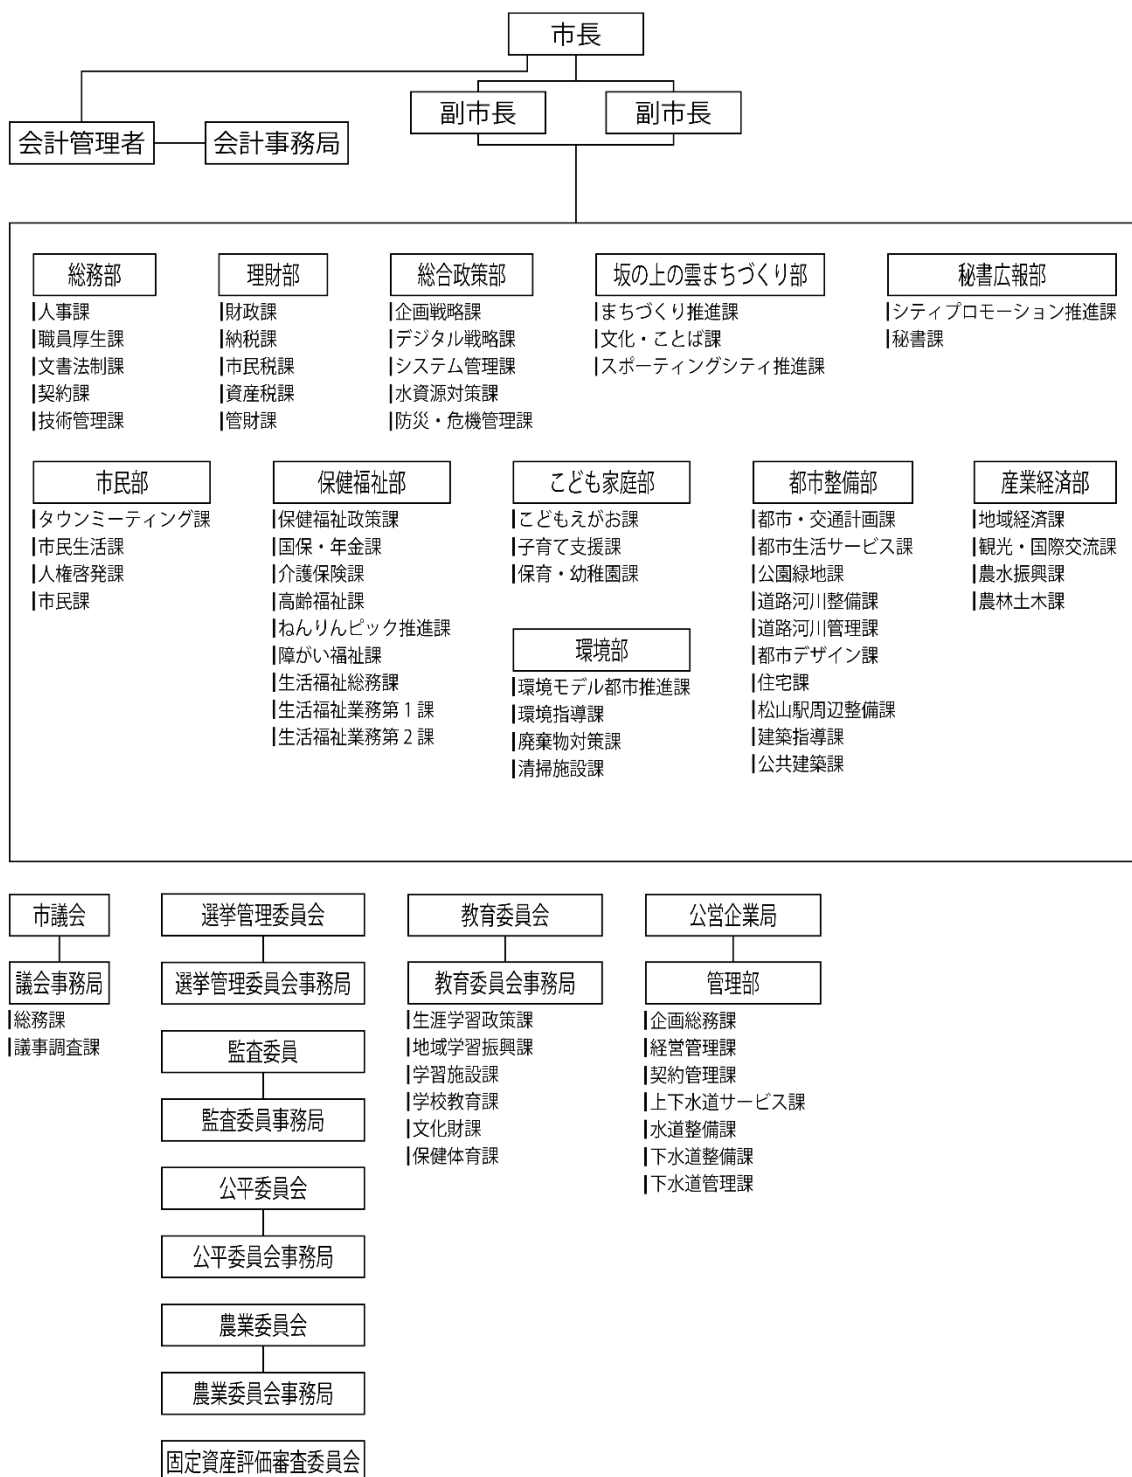 市長
副市長
副市長
会計管理者
会計事務局
総務部
人事課
職員厚生課
文書法制課
契約課
技術管理課
理財部
財政課
納税課
市民税課
資産税課
管財課
総合政策部
企画戦略課
デジタル戦略課
システム管理課
水資源対策課
防災・危機管理課
坂の上の雲まちづくり部
まちづくり推進課
文化・ことば課
スポーティングシティ推進課
秘書広報部
シティプロモーション推進課
秘書課
市民部
タウンミーティング課
市民生活課
人権啓発課
市民課
保健福祉部
保健福祉政策課
国保・年金課
介護保険課
高齢福祉課
ねんりんピック推進課
障がい福祉課
生活福祉総務課
生活福祉業務第1課
生活福祉業務第2課
こども家庭部
こどもえがお課
子育て支援課
保育・幼稚園課
環境部
環境モデル都市推進課
環境指導課
廃棄物対策課
清掃施設課
都市整備部
都市・交通計画課
都市生活サービス課
公園緑地課
道路河川整備課
道路河川管理課
都市デザイン課
住宅課
松山駅周辺整備課
建築指導課
公共建築課
産業経済部
地域経済課
観光・国際交流課
農水振興課
農林土木課
市議会
議会事務局
総務課
議事調査課
選挙管理委員会
選挙管理委員会事務局
監査委員
監査委員事務局
公平委員会
公平委員会事務局
農業委員会
農業委員会事務局
固定資産評価審査委員会
教育委員会
教育委員会事務局
生涯学習政策課
地域学習振興課
学習施設課
学校教育課
文化財課
保健体育課
公営企業局
管理部
企画総務課
経営管理課
契約管理課
上下水道サービス課
水道整備課
下水道整備課
下水道管理課